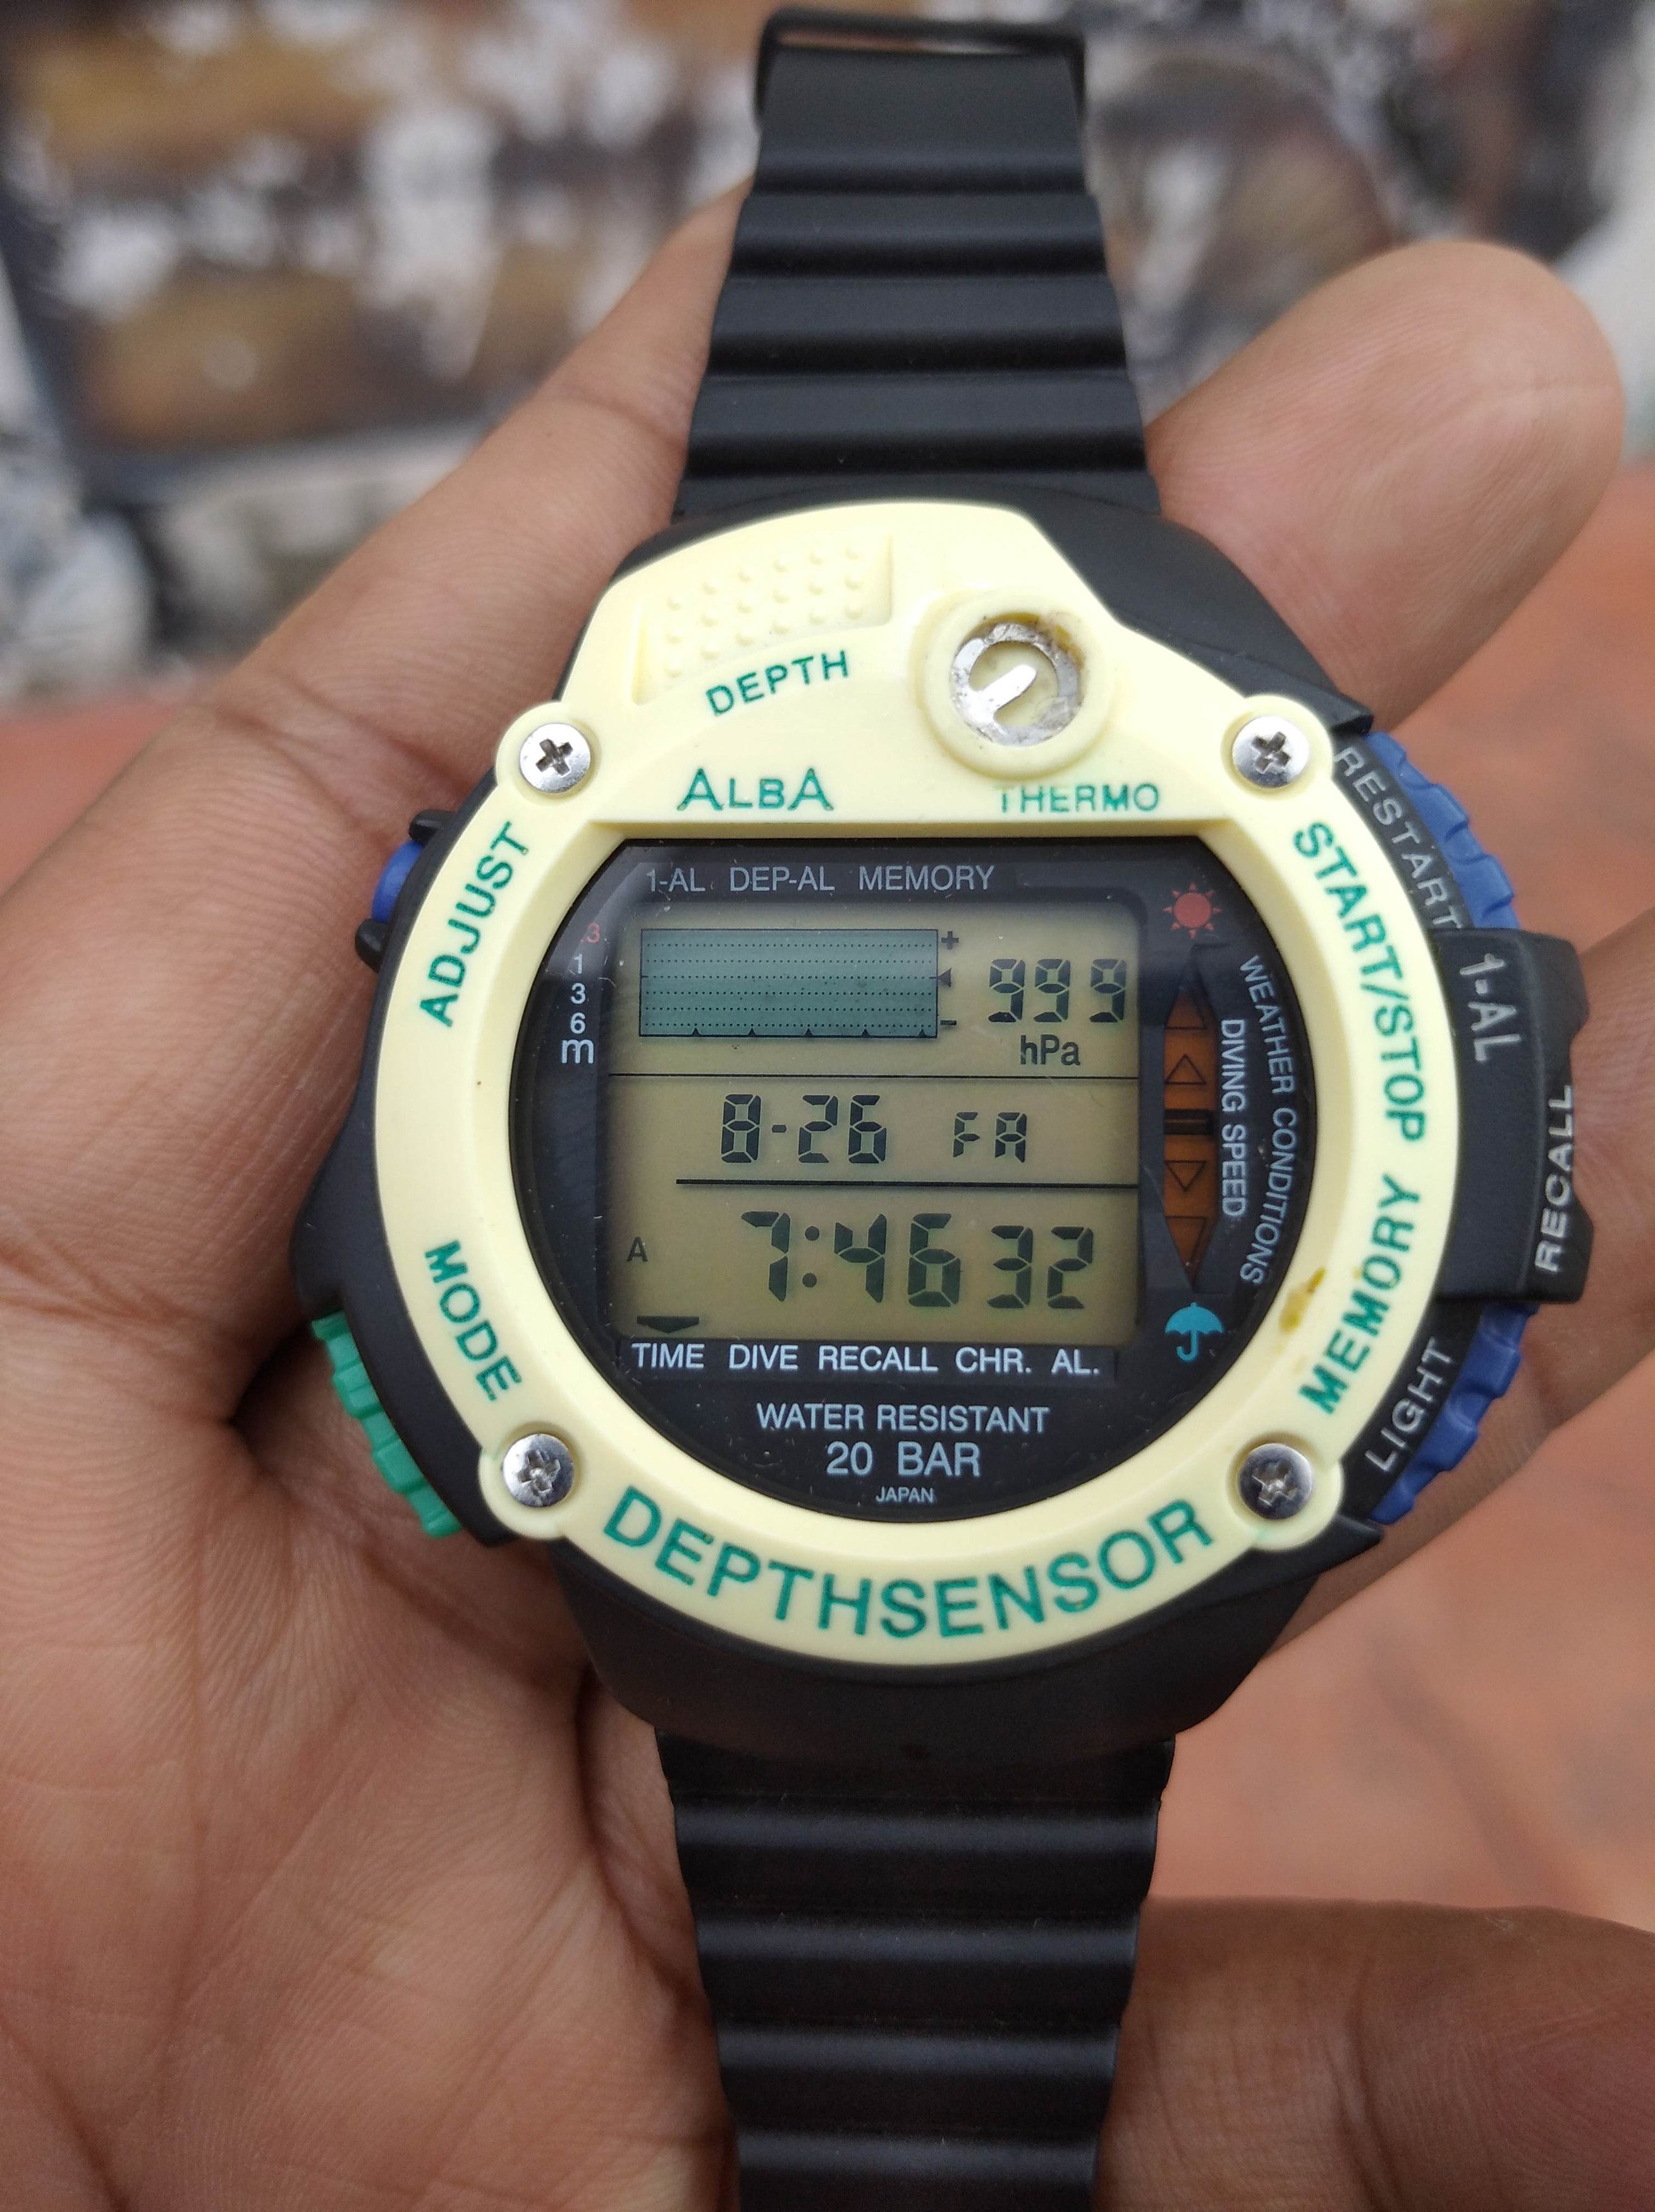 DEPTH
ALBA THERMO
ADJUST
START/STOP
RESTART
1-AL
RECALL
1-AL DEP-AL MEMORY
3
1
3
6
m
+
-
999
hPa
8-26 FA
A 7:46 32
WEATHER CONDITIONS
DIVING SPEED
TIME DIVE RECALL CHR. AL.
WATER RESISTANT
20 BAR
JAPAN
MODE
MEMORY
LIGHT
DEPTHSENSOR